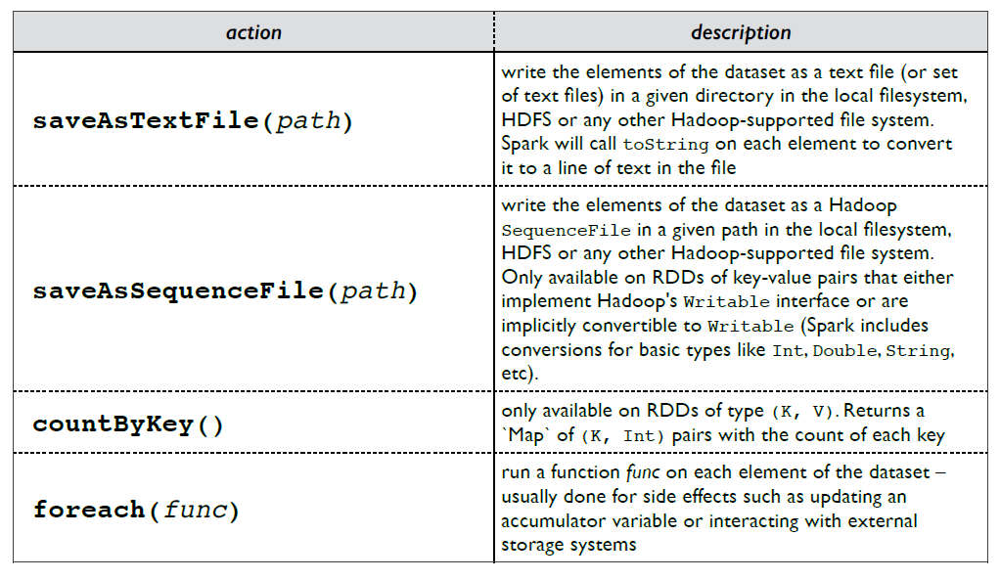 action
description
saveAsTextFile(path)
write the elements of the dataset as a text file (or set
of text files) in a given directory in the local filesystem,
HDFS or any other Hadoop-supported file system.
Spark will call toString on each element to convert
it to a line of text in the file
saveAsSequenceFile(path)
write the elements of the dataset as a Hadoop
SequenceFile in a given path in the local filesystem,
HDFS or any other Hadoop-supported file system.
Only available on RDDs of key-value pairs that either
implement Hadoop's Writable interface or are
implicitly convertible to Writable (Spark includes
conversions for basic types like Int, Double, String,
etc).
countByKey()
only available on RDDs of type (K, V). Returns a
`Map` of (K, Int) pairs with the count of each key
foreach(func)
run a function func on each element of the dataset –
usually done for side effects such as updating an
accumulator variable or interacting with external
storage systems